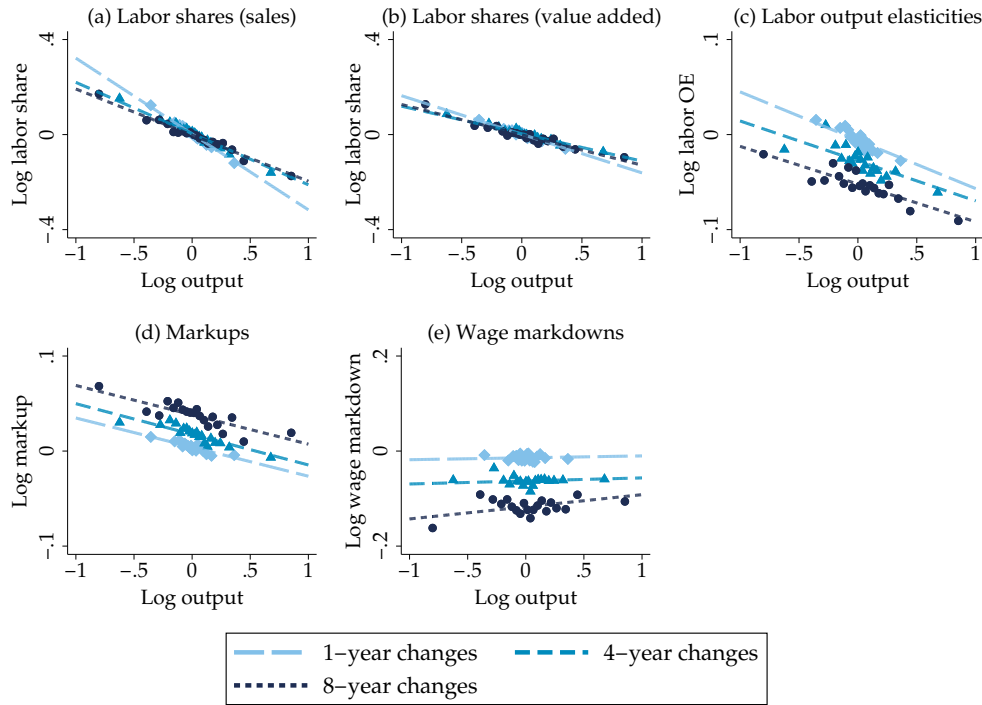 (a) Labor shares (sales)
(b) Labor shares (value added)
(c) Labor output elasticities
Log labor share
.4
0
−.4
−1
−.5
0
.5
1
Log output
Log labor share
.4
0
−.4
−1
−.5
0
.5
1
Log output
Log labor OE
.1
0
−.1
−1
−.5
0
.5
1
Log output
(d) Markups
(e) Wage markdowns
Log markup
.1
0
−.1
−1
−.5
0
.5
1
Log output
Log wage markdown
.2
0
−.2
−1
−.5
0
.5
1
Log output
1−year changes
4−year changes
8−year changes